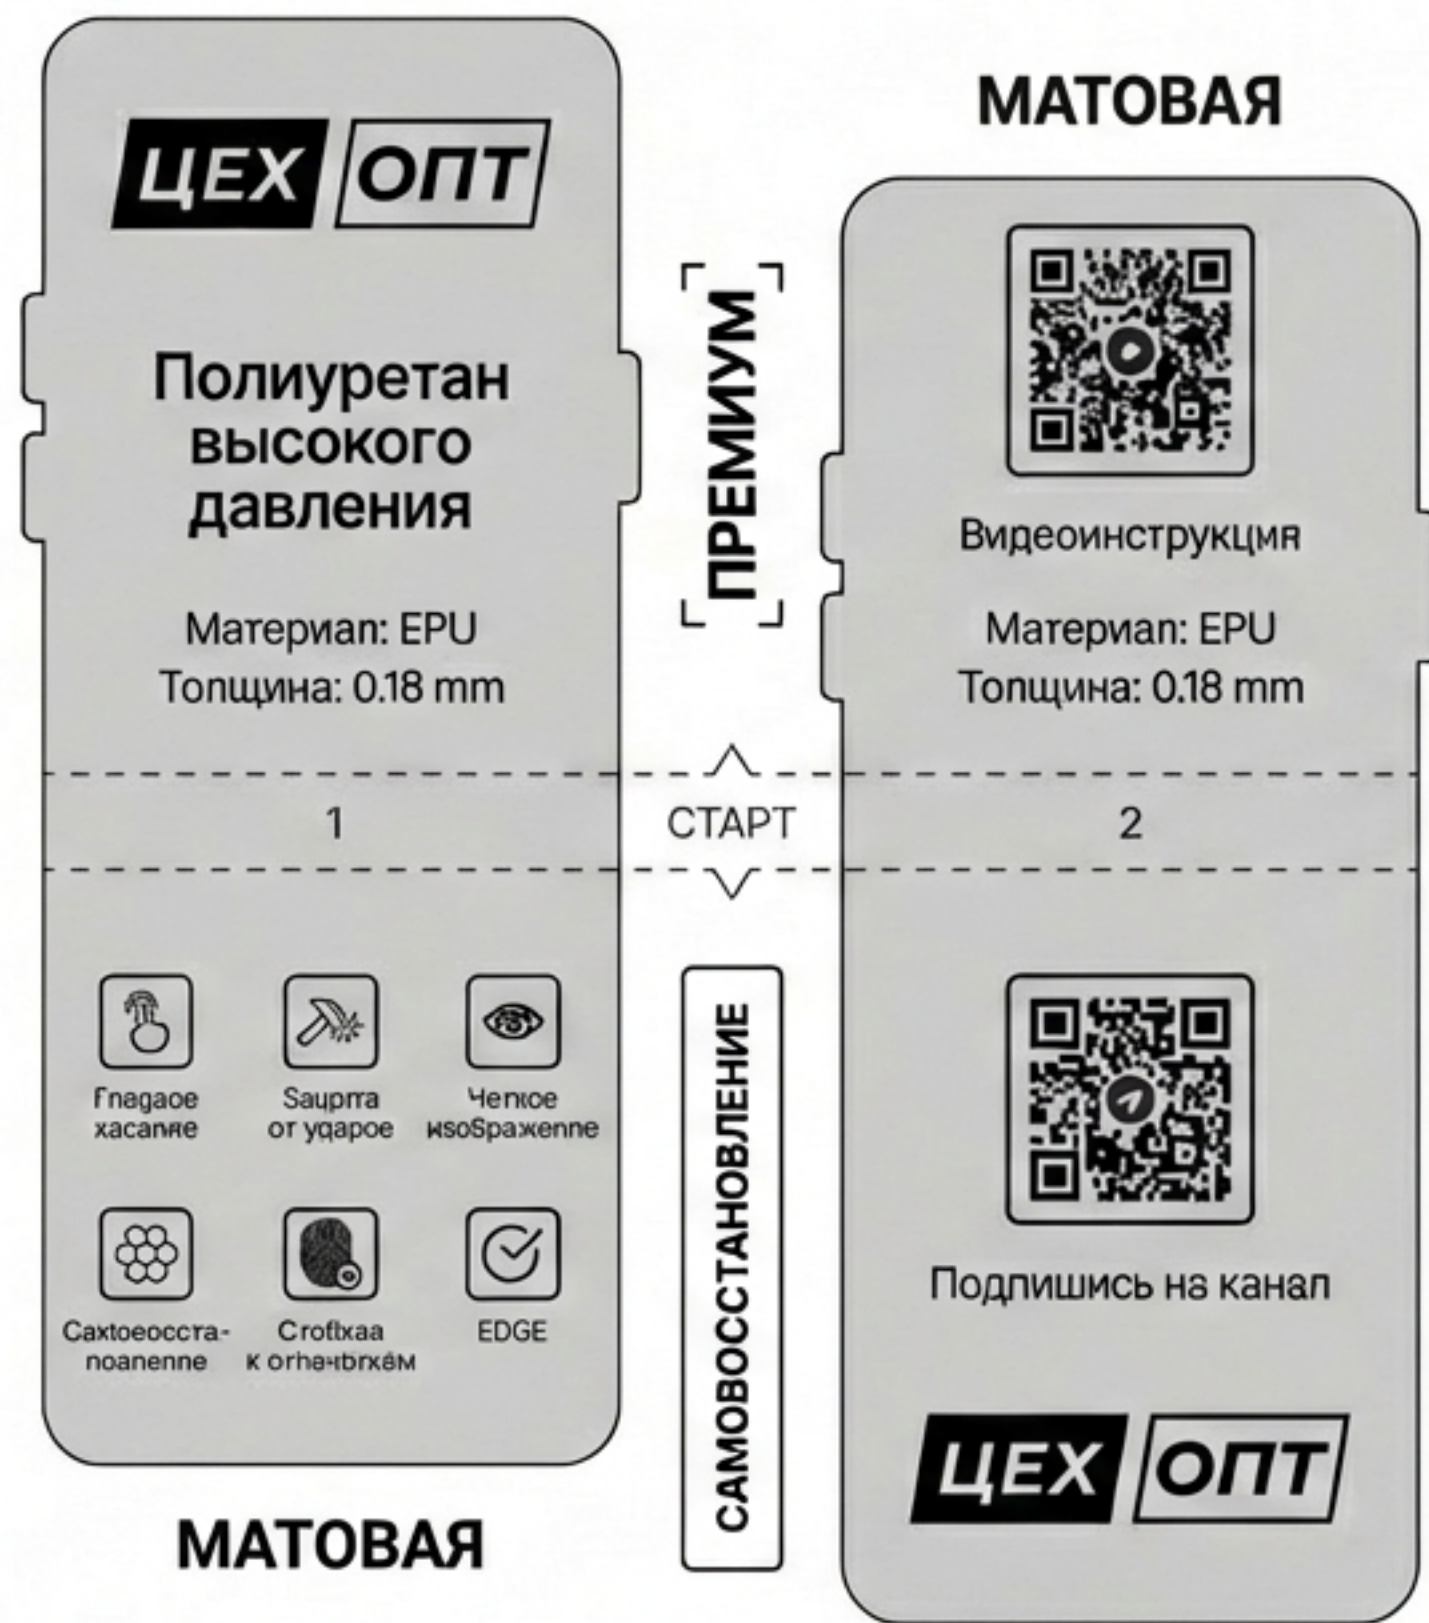 ЦЕХ ОПТ
Полиуретан
высокого
давления
Материал: EPU
Толщина: 0.18 mm
1
EDGE
МАТОВАЯ
ПРЕМИУМ
СТАРТ
САМОВОССТАНОВЛЕНИЕ
МАТОВАЯ
Видеоинструкция
Материал: EPU
Толщина: 0.18 mm
2
Подпишись на канал
ЦЕХ ОПТ